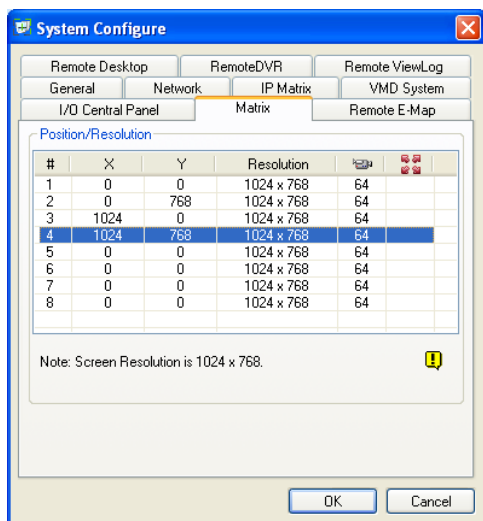 System Configure
Remote Desktop RemoteDVR Remote ViewLog
General Network IP Matrix VMD System
I/O Central Panel Matrix Remote E-Map
Position/Resolution
# X Y Resolution
1 0 0 1024 x 768 64
2 0 768 1024 x 768 64
3 1024 0 1024 x 768 64
4 1024 768 1024 x 768 64
5 0 0 1024 x 768 64
6 0 0 1024 x 768 64
7 0 0 1024 x 768 64
8 0 0 1024 x 768 64
Note: Screen Resolution is 1024 x 768.
OK Cancel